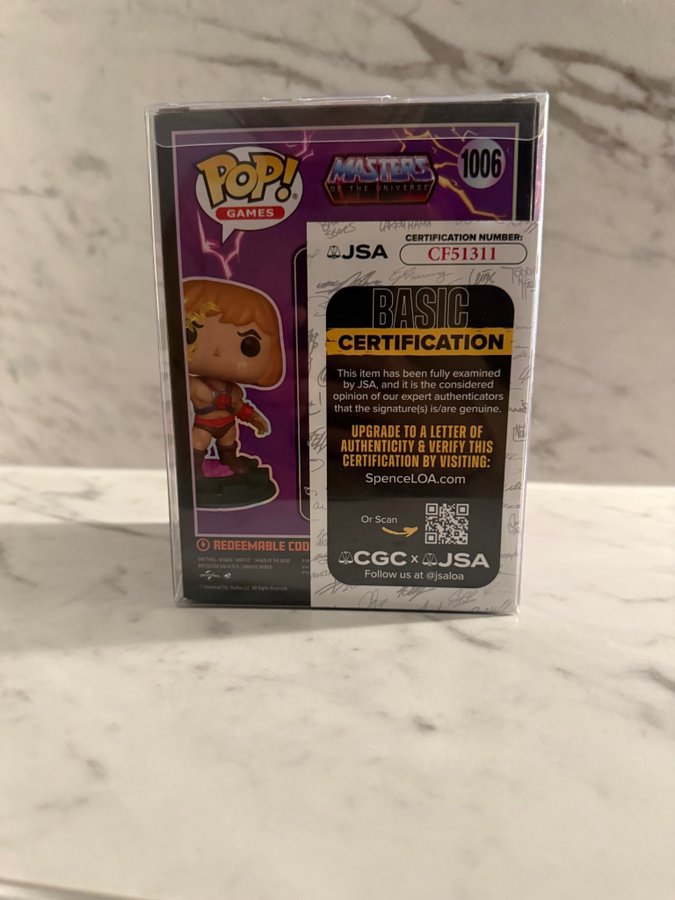 POP!
GAMES
MASTERS
OF THE UNIVERSE
1006
JSA
CERTIFICATION NUMBER:
CF51311
BASIC
CERTIFICATION
This item has been fully examined
by JSA, and it is the considered
opinion of our expert authenticators
that the signature(s) is/are genuine.
UPGRADE TO A LETTER OF
AUTHENTICITY & VERIFY THIS
CERTIFICATION BY VISITING:
SpenceLOA.com
Or Scan
CGC x JSA
Follow us at @jsaloa
REDEEMABLE COD